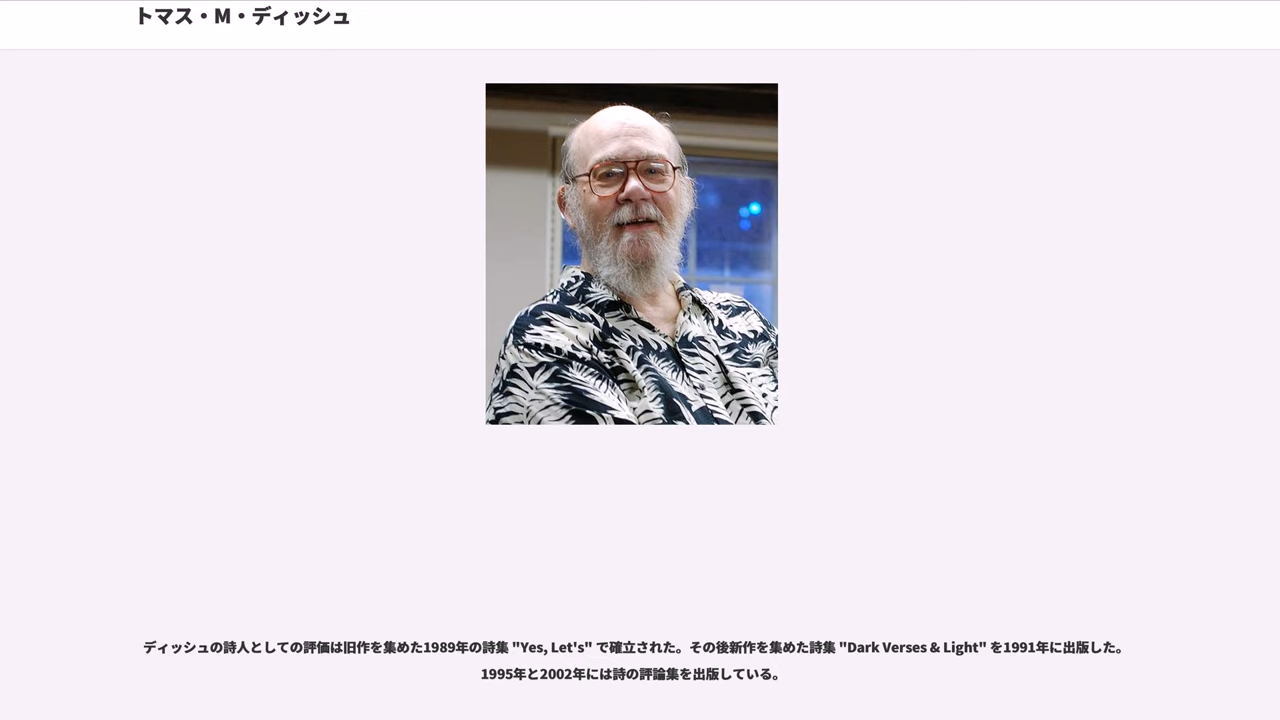 トマス・M・ディッシュ
ディッシュの詩人としての評価は旧作を集めた1989年の詩集 "Yes, Let's" で確立された。その後新作を集めた詩集 "Dark Verses & Light" を1991年に出版した。
1995年と2002年には詩の評論集を出版している。